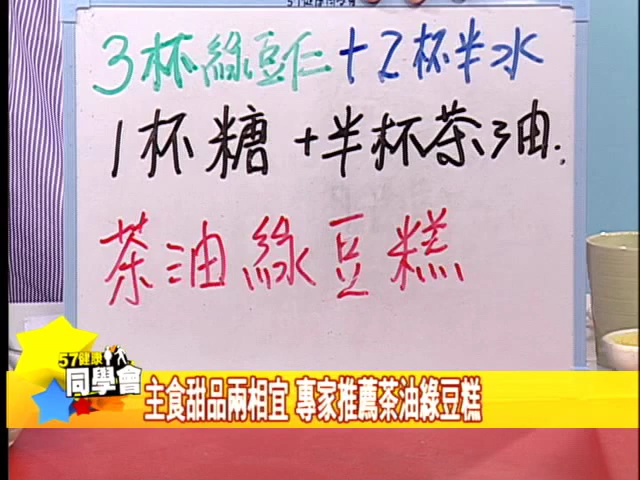 3杯綠豆仁+2杯半水
1杯糖+半杯茶油.
茶油綠豆糕
57健康
同學會
主食甜品兩相宜 專家推薦茶油綠豆糕